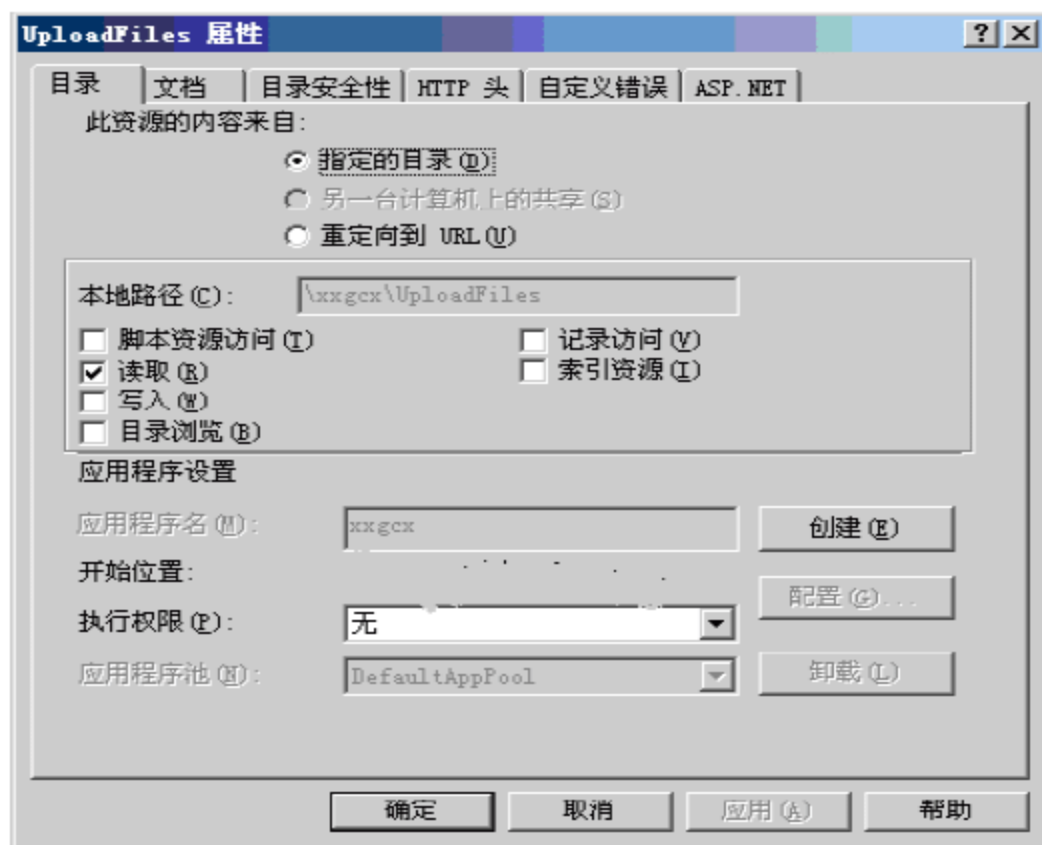 UploadFiles 属性
目录 文档 目录安全性 HTTP 头 自定义错误 ASP.NET
此资源的内容来自:
指定的目录(D)
另一台计算机上的共享(S)
重定向到 URL(U)
本地路径(C): \xxgcx\UploadFiles
脚本资源访问(T) 记录访问(V)
读取(R) 索引资源(I)
写入(W)
目录浏览(B)
应用程序设置
应用程序名(M): xxgcx 创建(E)
开始位置:
配置(G)...
执行权限(P): 无
应用程序池(N): DefaultAppPool 卸载(L)
确定 取消 应用(A) 帮助